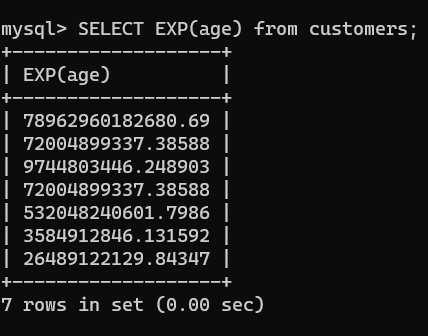 mysql> SELECT EXP(age) from customers;
+-------------------+
| EXP(age)          |
+-------------------+
| 78962960182680.69 |
| 72004899337.38588 |
| 9744803446.248903 |
| 72004899337.38588 |
| 532048240601.7986 |
| 3584912846.131592 |
| 26489122129.84347 |
+-------------------+
7 rows in set (0.00 sec)